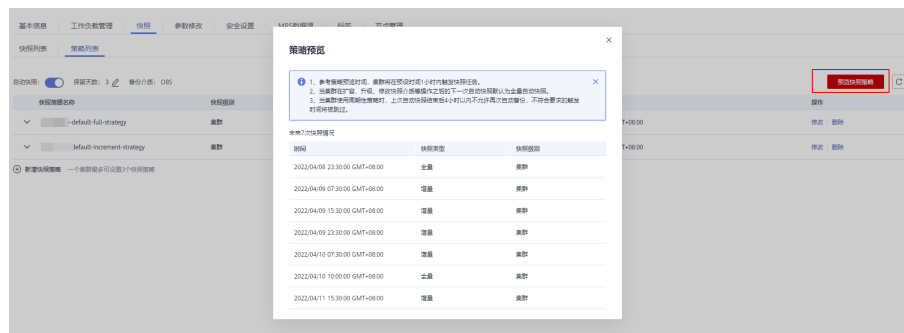 基本信息 工作负载管理 快照 参数修改 安全设置 MRS数据源 标签 节点管理
快照列表 策略列表
自动快照: 保留天数: 3 备份介质: OBS
预览快照策略
快照策略名称 快照级别 操作
-default-full-strategy 集群 T+08:00 修改 删除
default-increment-strategy 集群 T+08:00 修改 删除
新增快照策略 一个集群最多可设置3个快照策略
策略预览
1、参考策略预览时间，集群将在预设时间1小时内触发快照任务。
2、当集群在扩容、升级、修改快照介质等操作之后的下一次自动快照默认为全量自动快照。
3、当集群使用周期性策略时，上次自动快照结束后4小时以内不允许再次自动备份，不符合要求的触发
时间将被跳过。
未来7次快照情况
时间 快照类型 快照级别
2022/04/08 23:30:00 GMT+08:00 全量 集群
2022/04/09 07:30:00 GMT+08:00 增量 集群
2022/04/09 15:30:00 GMT+08:00 增量 集群
2022/04/09 23:30:00 GMT+08:00 增量 集群
2022/04/10 07:30:00 GMT+08:00 增量 集群
2022/04/10 10:00:00 GMT+08:00 全量 集群
2022/04/11 15:30:00 GMT+08:00 增量 集群